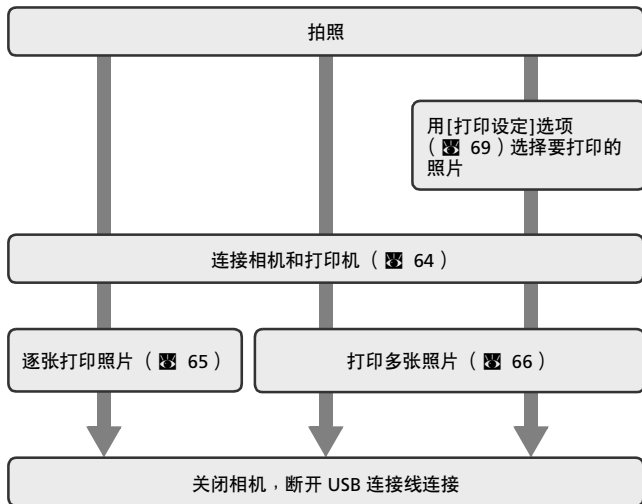 拍照
用[打印设定]选项
( 69 ) 选择要打印的
照片
连接相机和打印机 ( 64 )
逐张打印照片 ( 65 )
打印多张照片 ( 66 )
关闭相机，断开 USB 连接线连接